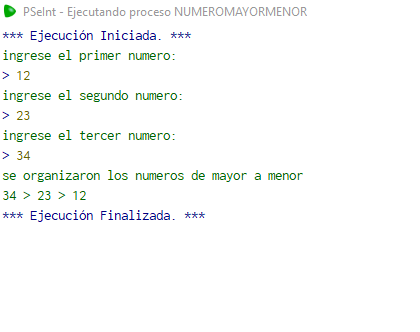 PSeInt - Ejecutando proceso NUMEROMAYORMENOR
*** Ejecución Iniciada. ***
ingrese el primer numero:
> 12
ingrese el segundo numero:
> 23
ingrese el tercer numero:
> 34
se organizaron los numeros de mayor a menor
34 > 23 > 12
*** Ejecución Finalizada. ***